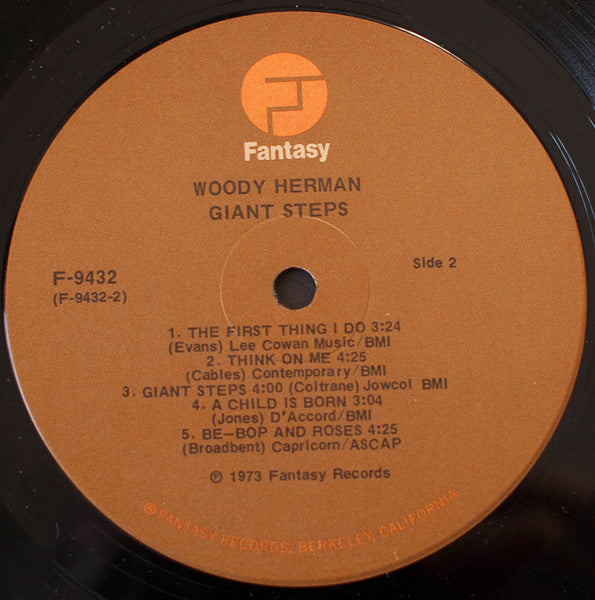 Fantasy
WOODY HERMAN
GIANT STEPS
F-9432
(F-9432-2)
Side 2
1. THE FIRST THING I DO 3:24
(Evans) Lee Cowan Music/BMI
2. THINK ON ME 4:25
(Cables) Contemporary/BMI
3. GIANT STEPS 4:00 (Coltrane) Jowcol BMI
4. A CHILD IS BORN 3:04
(Jones) D'Accord/BMI
5. BE-BOP AND ROSES 4:25
(Broadbent) Capricorn/ASCAP
℗ 1973 Fantasy Records
® FANTASY RECORDS, BERKELEY, CALIFORNIA